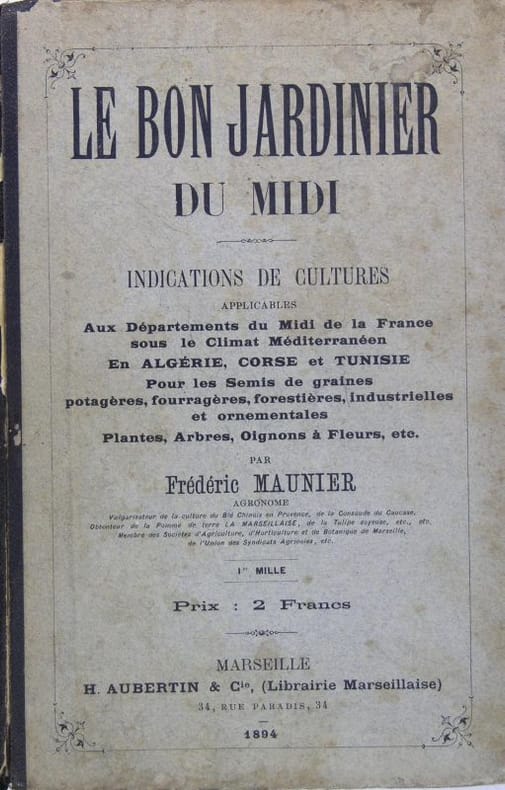 LE BON JARDINIER
DU MIDI
INDICATIONS DE CULTURES
APPLICABLES
Aux Départements du Midi de la France
sous le Climat Méditerranéen
En ALGÉRIE, CORSE et TUNISIE
Pour les Semis de graines
potagères, fourragères, forestières, industrielles
et ornementales
Plantes, Arbres, Oignons à Fleurs, etc.
PAR
Frédéric MAUNIER
AGRONOME
Vulgarisateur de la culture du Blé Chinois en Provence, de la Consoude du Caucase,
Obtenteur de la Pomme de terre LA MARSEILLAISE, de la Tulipe soyeuse, etc., etc.
Membre des Sociétés d'Agriculture, d'Horticulture et de Botanique de Marseille,
de l'Union des Syndicats Agricoles, etc.
1er MILLE
Prix : 2 Francs
MARSEILLE
H. AUBERTIN & Cie, (Librairie Marseillaise)
34, RUE PARADIS, 34
1894